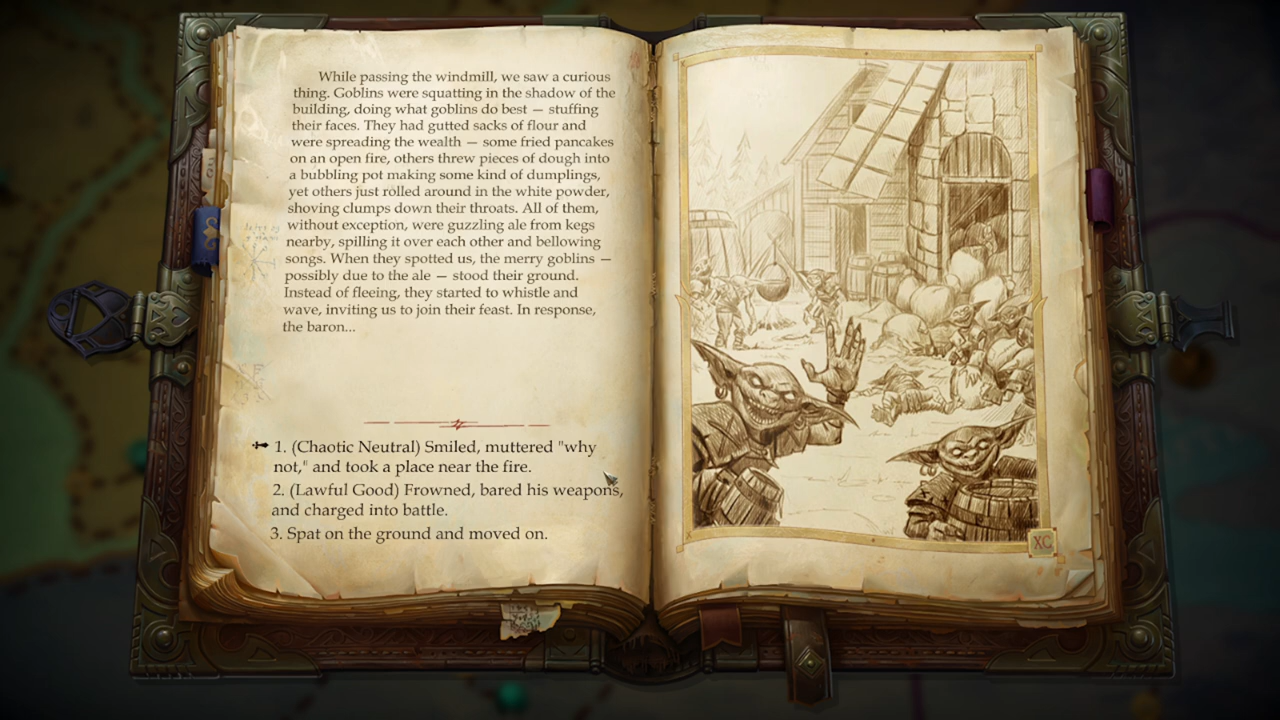 While passing the windmill, we saw a curious
thing. Goblins were squatting in the shadow of the
building, doing what goblins do best — stuffing
their faces. They had gutted sacks of flour and
were spreading the wealth — some fried pancakes
on an open fire, others threw pieces of dough into
a bubbling pot making some kind of dumplings,
yet others just rolled around in the white powder,
shoving clumps down their throats. All of them,
without exception, were guzzling ale from kegs
nearby, spilling it over each other and bellowing
songs. When they spotted us, the merry goblins —
possibly due to the ale — stood their ground.
Instead of fleeing, they started to whistle and
wave, inviting us to join their feast. In response,
the baron...
1. (Chaotic Neutral) Smiled, muttered "why
not," and took a place near the fire.
2. (Lawful Good) Frowned, bared his weapons,
and charged into battle.
3. Spat on the ground and moved on.
XC